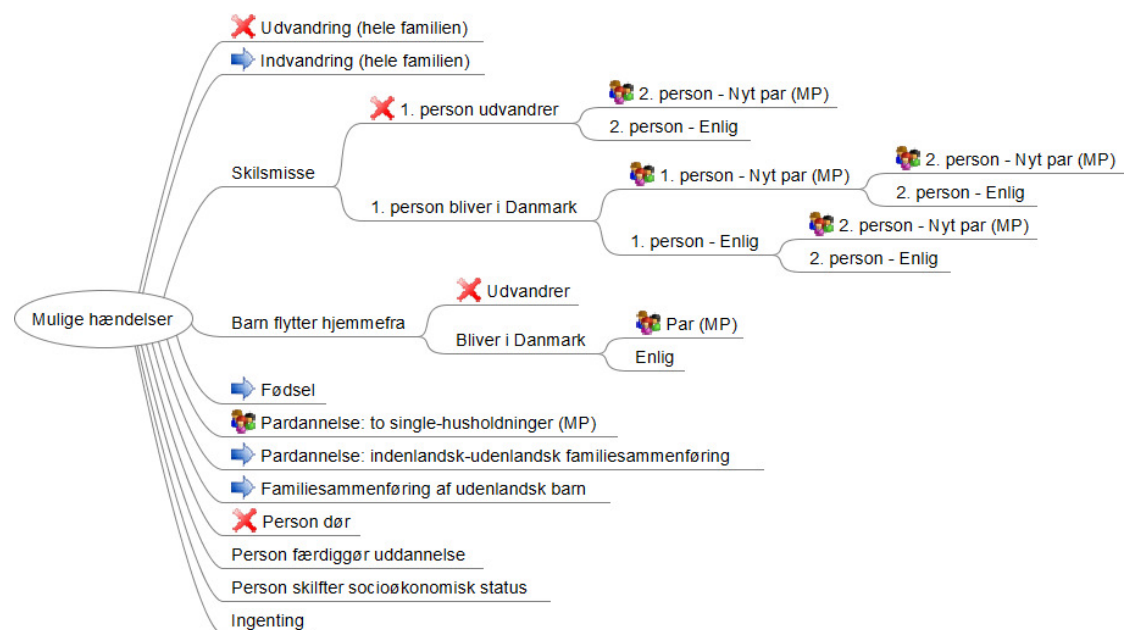 Udvandring (hele familien)
Indvandring (hele familien)
2. person - Nyt par (MP)
1. person udvandrer
2. person - Enlig
2. person - Nyt par (MP)
Skilsmisse
1. person - Nyt par (MP)
2. person - Enlig
1. person bliver i Danmark
2. person - Nyt par (MP)
1. person - Enlig
2. person - Enlig
Udvandrer
Mulige hændelser
Barn flytter hjemmefra
Par (MP)
Bliver i Danmark
Enlig
Fødsel
Pardannelse: to single-husholdninger (MP)
Pardannelse: indenlandsk-udenlandsk familiesammenføring
Familiesammenføring af udenlandsk barn
Person dør
Person færdiggør uddannelse
Person skilfter socioøkonomisk status
Ingenting